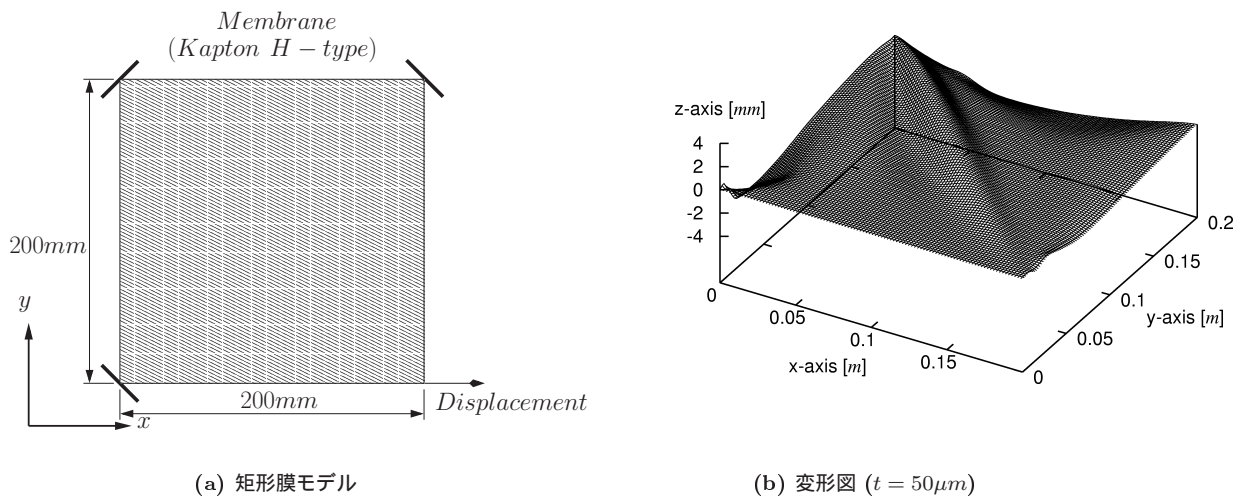 Membrane
(Kapton H − type)
200mm
y
x
200mm
Displacement
(a) 矩形膜モデル
z-axis [mm]
4
2
0
-2
-4
0
0.05
0.1
0.15
x-axis [m]
0
0.05
0.1
0.15
0.2
y-axis [m]
(b) 変形図 (t = 50μm)